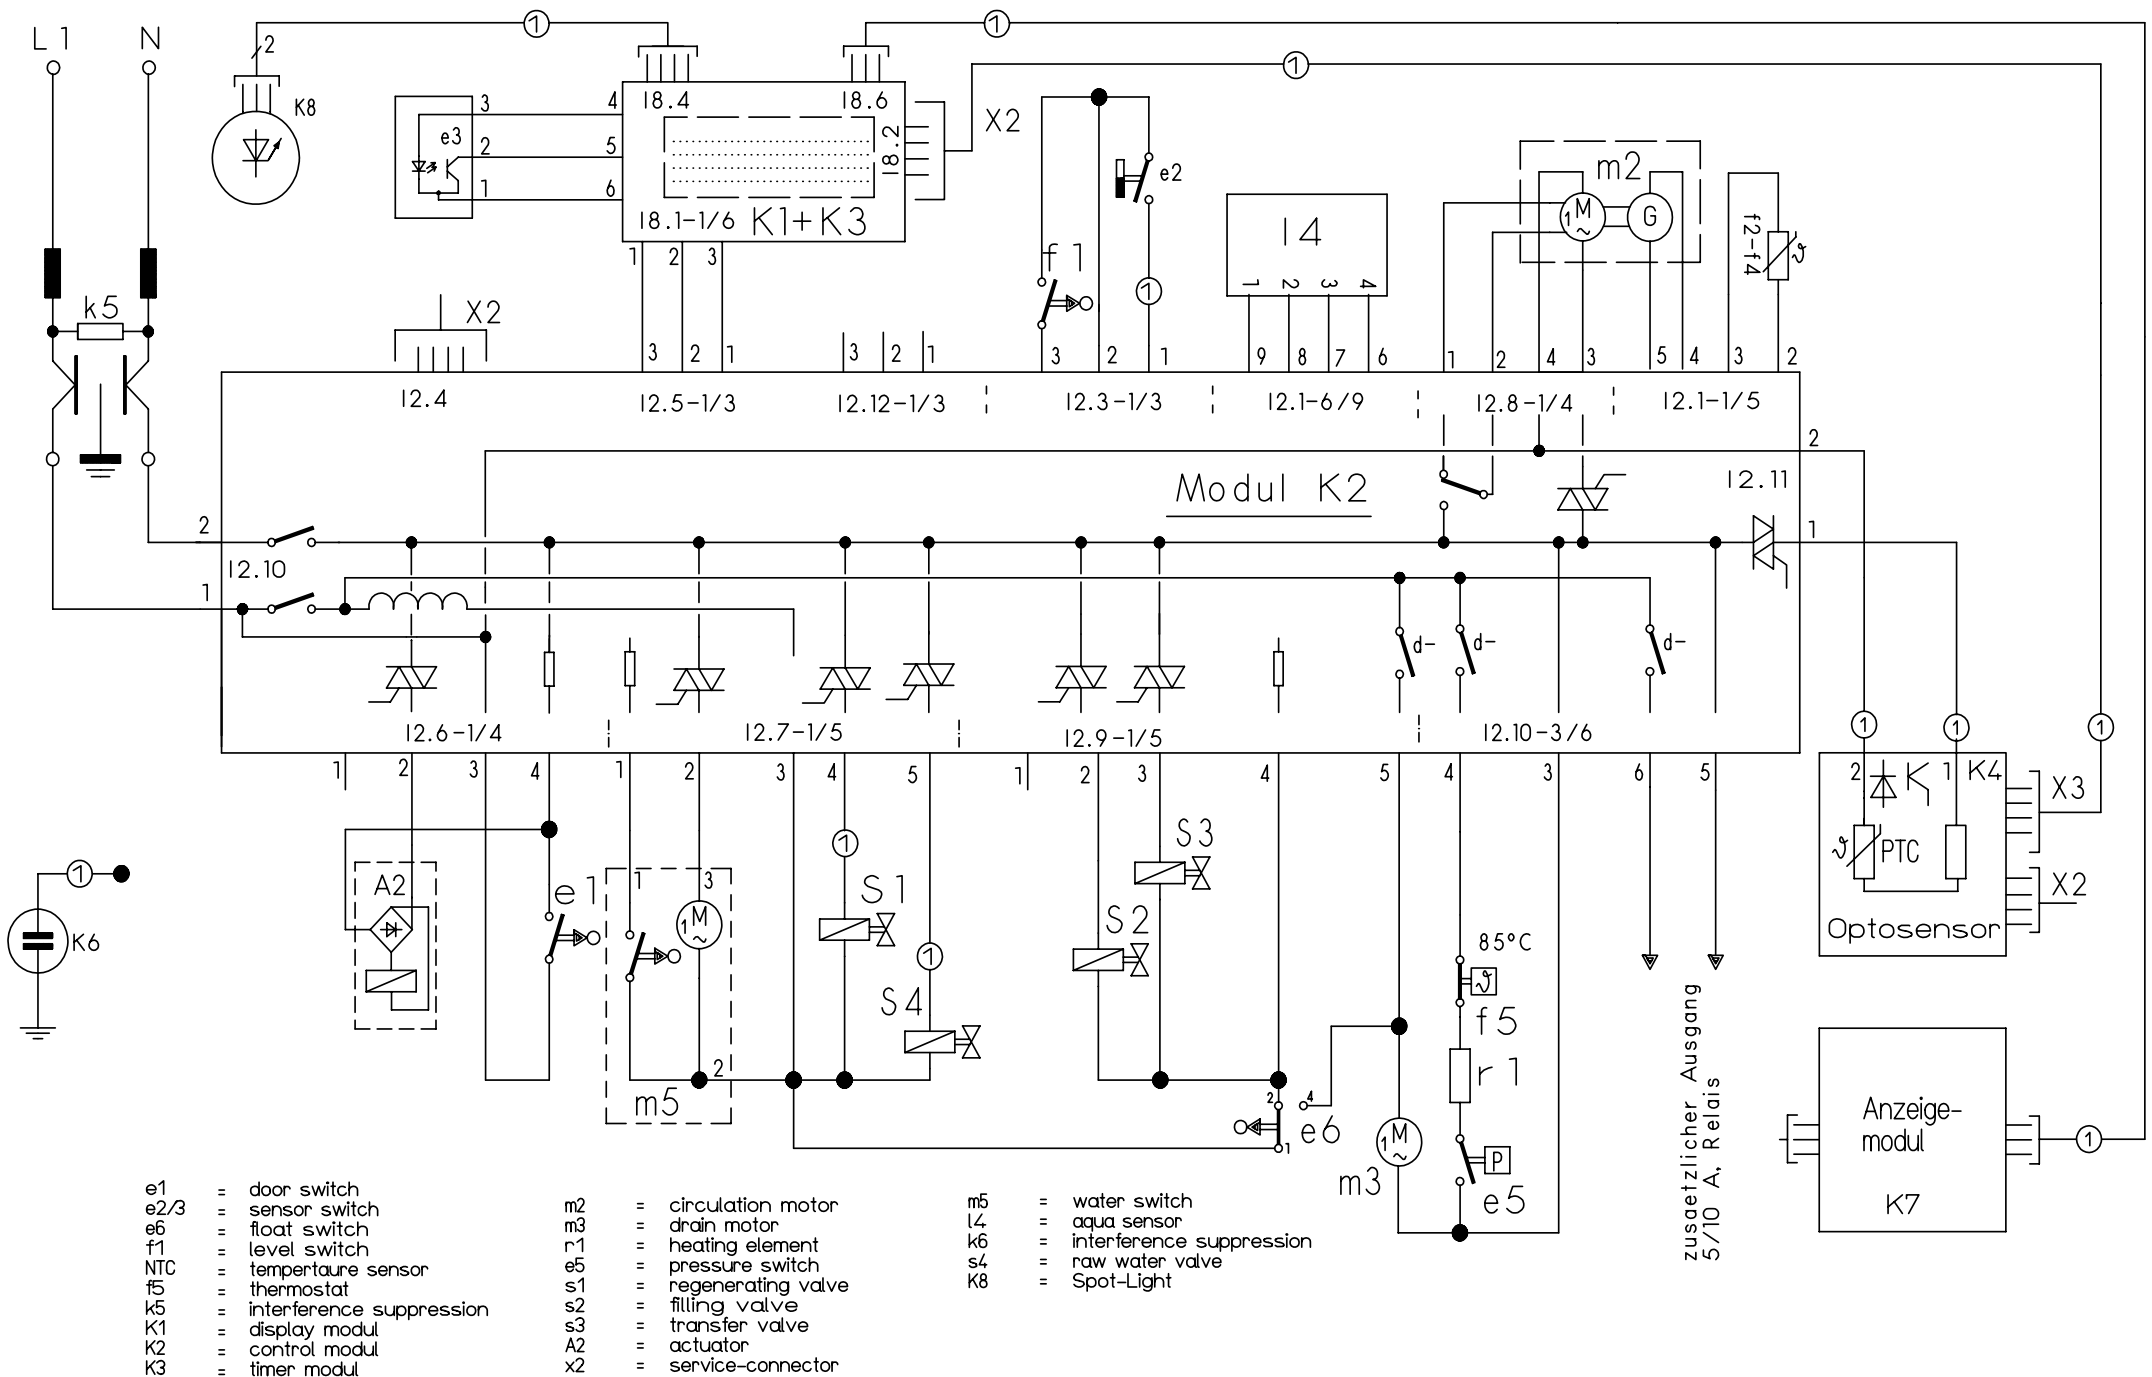 L1 N
2
K8
1
1
1
3 4
e3
2 5
1 6
I8.4 I8.6
I8.2
X2
I8.1-1/6 K1+K3
1 2 3
e2
f1
1
I4
1 2 3 4
m2
1 M ~
G
f2-f4
ϑ
k5
X2
3 2 1
3 2 1
3 2 1
9 8 7 6
1 2 4 3
5 4 3 2
I2.4
I2.5-1/3
I2.12-1/3
I2.3-1/3
I2.1-6/9
I2.8-1/4
I2.1-1/5
2
Modul K2
I2.11
2
1
I2.10
1
d-
d-
d-
I2.6-1/4
I2.7-1/5
I2.9-1/5
I2.10-3/6
1 2 3 4
1 2 3 4 5
1 2 3 4
5 4 3 6 5
1
1
1
2 1 K4
X3
ϑ PTC
X2
Optosensor
1
K6
A2
e1
1 3
1 M ~
2
m5
1
S1
1
S4
S3
S2
2 4
1
e6
85°C
ϑ
f5
r1
1 M ~
m3
P
e5
zusaetzlicher Ausgang
5/10 A, Relais
Anzeige-
modul
K7
1
e1 = door switch
e2/3 = sensor switch
e6 = float switch
f1 = level switch
NTC = tempertaure sensor
f5 = thermostat
k5 = interference suppression
K1 = display modul
K2 = control modul
K3 = timer modul
m2 = circulation motor
m3 = drain motor
r1 = heating element
e5 = pressure switch
s1 = regenerating valve
s2 = filling valve
s3 = transfer valve
A2 = actuator
x2 = service-connector
m5 = water switch
l4 = aqua sensor
k6 = interference suppression
s4 = raw water valve
K8 = Spot-Light